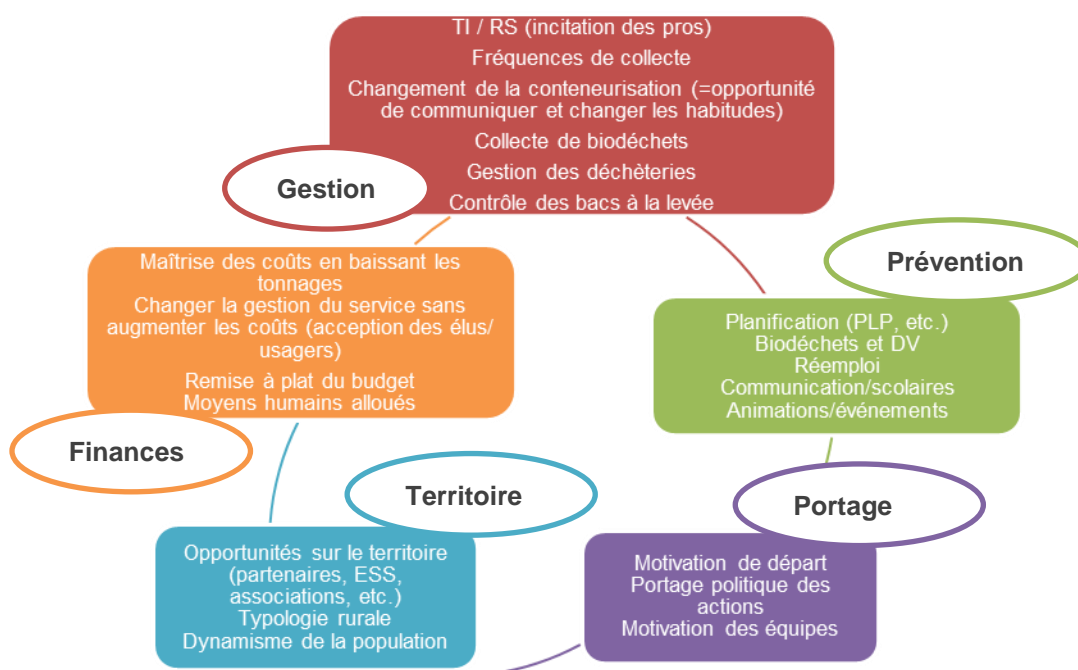 TI / RS (incitation des pros)
Fréquences de collecte
Changement de la conteneurisation (=opportunité
de communiquer et changer les habitudes)
Collecte de biodéchets
Gestion des déchèteries
Contrôle des bacs à la levée
Gestion
Prévention
Planification (PLP, etc.)
Biodéchets et DV
Réemploi
Communication/scolaires
Animations/événements
Portage
Motivation de départ
Portage politique des
actions
Motivation des équipes
Territoire
Opportunités sur le territoire
(partenaires, ESS,
associations, etc.)
Typologie rurale
Dynamisme de la population
Maîtrise des coûts en baissant les
tonnages
Changer la gestion du service sans
augmenter les coûts (acception des élus/
usagers)
Remise à plat du budget
Moyens humains alloués
Finances